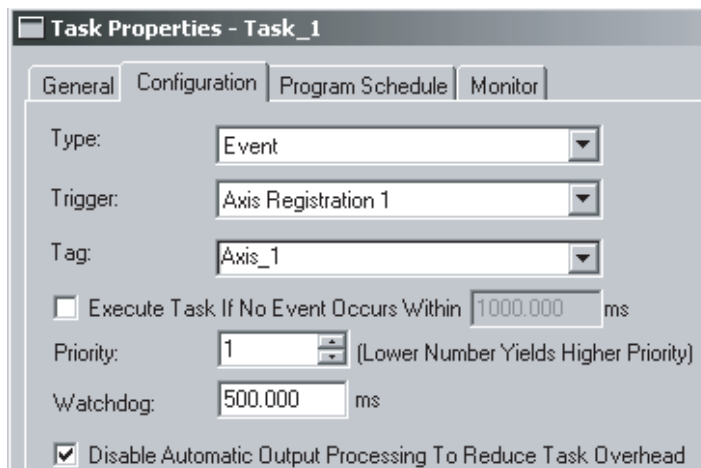 Task Properties - Task_1
General Configuration Program Schedule Monitor
Type: Event
Trigger: Axis Registration 1
Tag: Axis_1
Execute Task If No Event Occurs Within 1000.000 ms
Priority: 1 (Lower Number Yields Higher Priority)
Watchdog: 500.000 ms
Disable Automatic Output Processing To Reduce Task Overhead